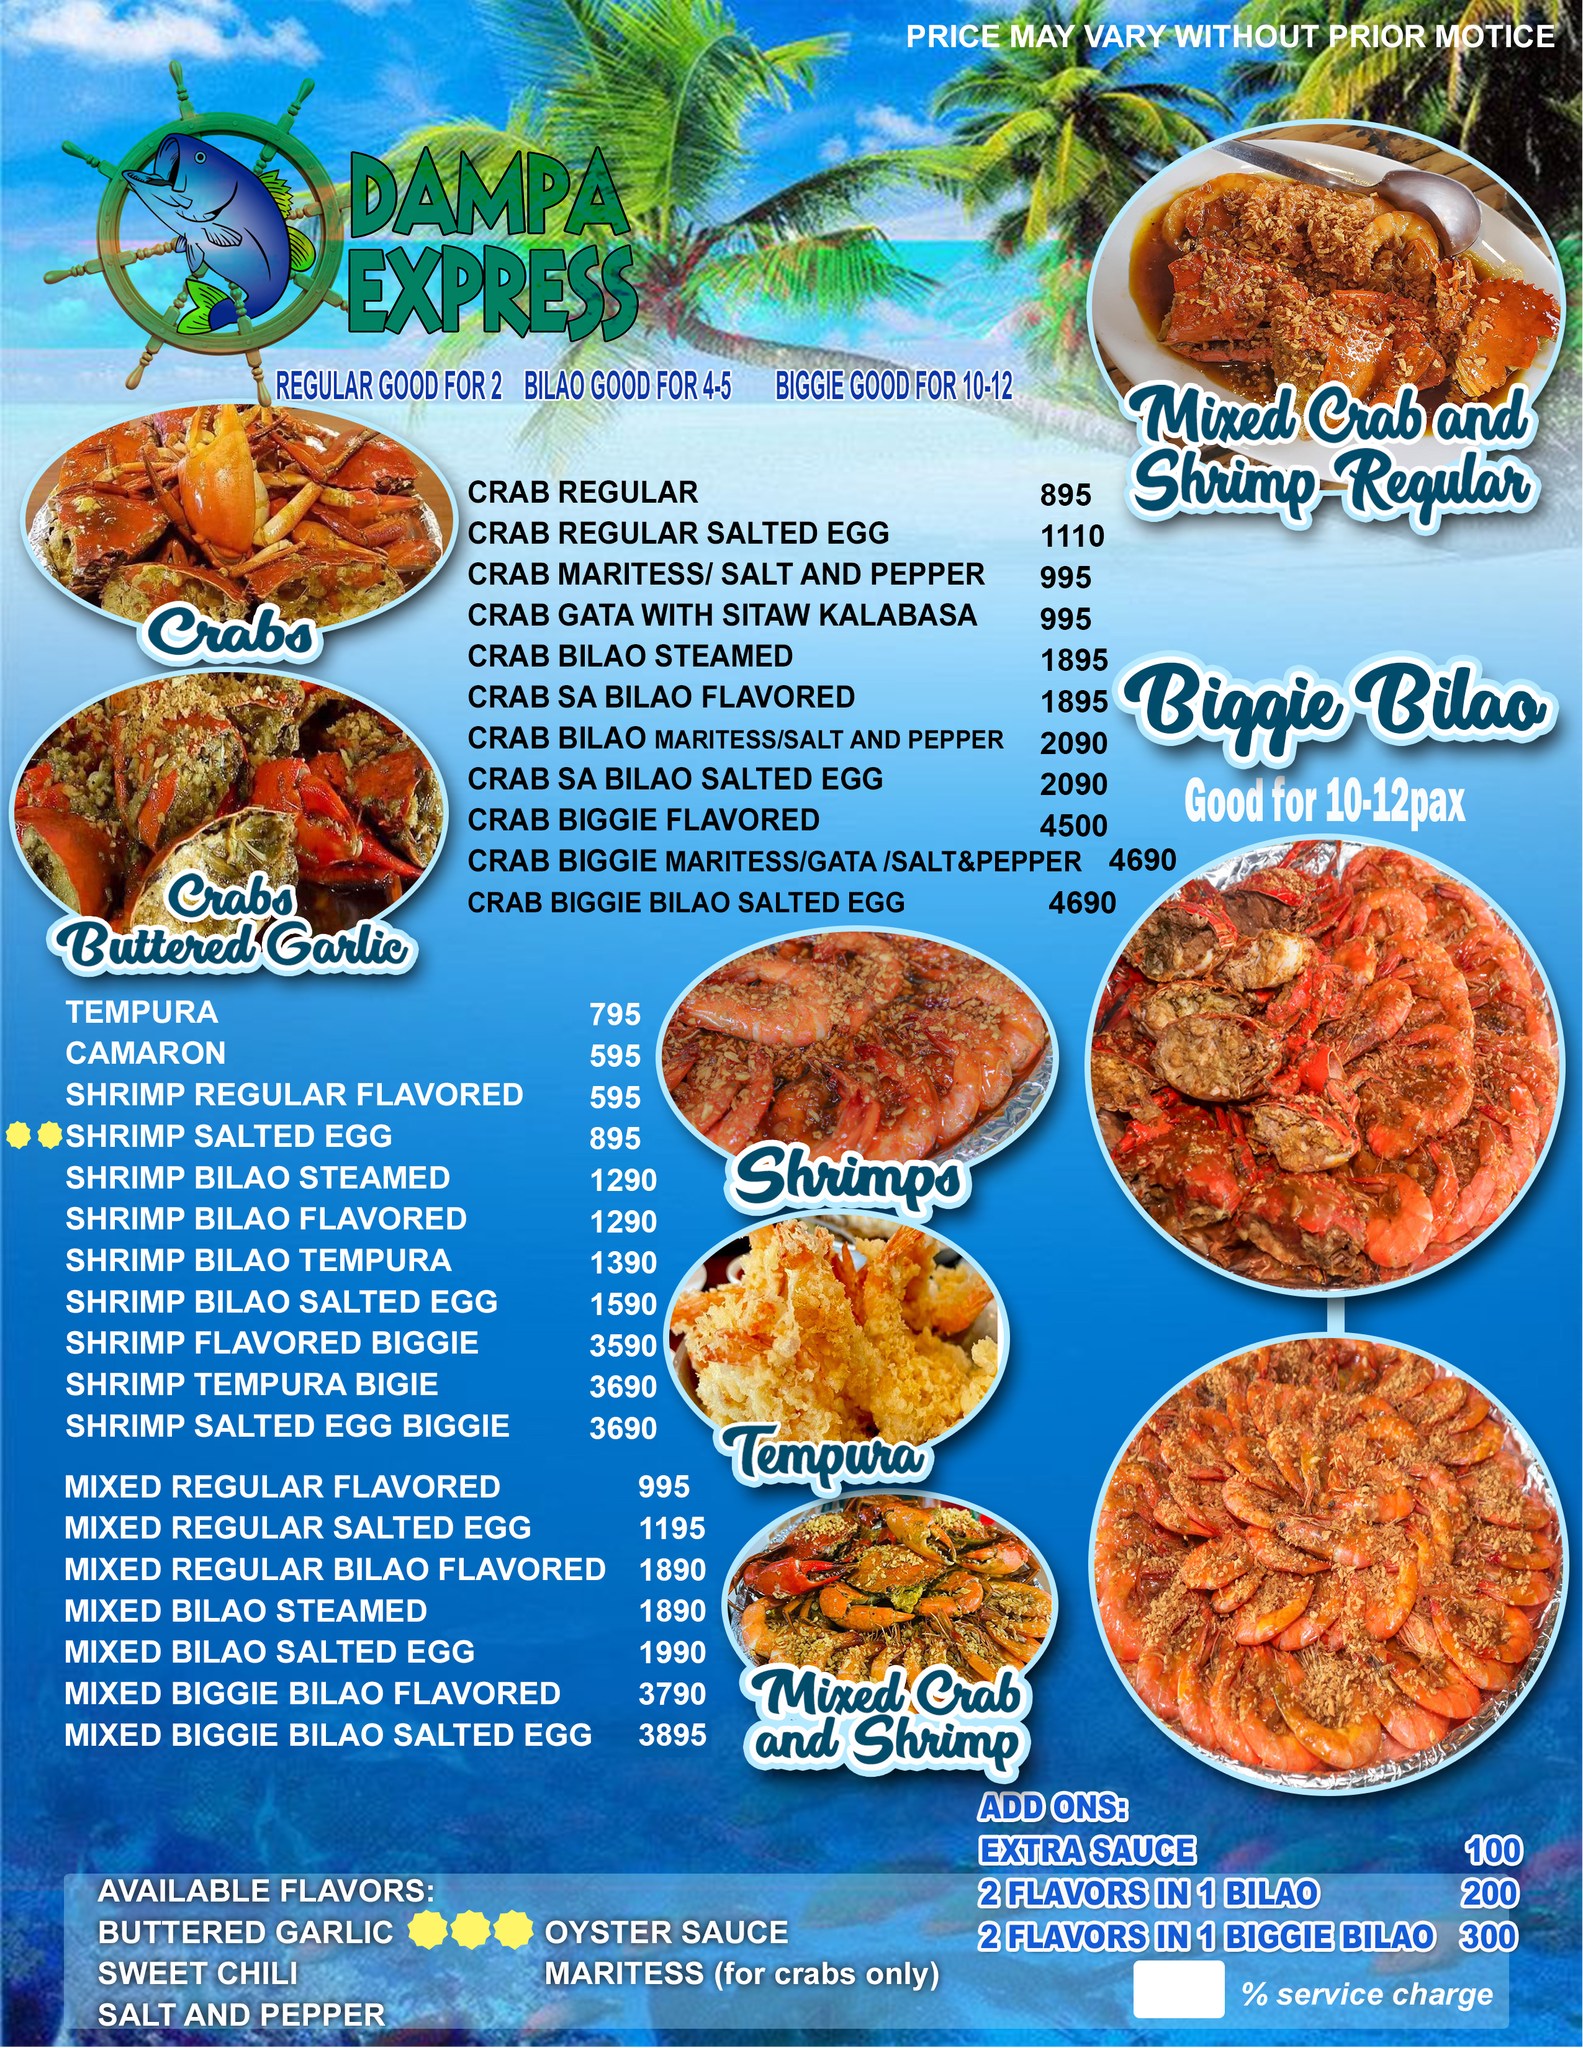 PRICE MAY VARY WITHOUT PRIOR MOTICE
DAMPA
EXPRESS
REGULAR GOOD FOR 2 BILAO GOOD FOR 4-5 BIGGIE GOOD FOR 10-12
Mixed Crab and
Shrimp Regular
Crabs
CRAB REGULAR 895
CRAB REGULAR SALTED EGG 1110
CRAB MARITESS/ SALT AND PEPPER 995
CRAB GATA WITH SITAW KALABASA 995
CRAB BILAO STEAMED 1895
CRAB SA BILAO FLAVORED 1895
CRAB BILAO MARITESS/SALT AND PEPPER 2090
CRAB SA BILAO SALTED EGG 2090
CRAB BIGGIE FLAVORED 4500
CRAB BIGGIE MARITESS/GATA /SALT&PEPPER 4690
CRAB BIGGIE BILAO SALTED EGG 4690
Biggie Bilao
Good for 10-12pax
Crabs
Buttered Garlic
TEMPURA 795
CAMARON 595
SHRIMP REGULAR FLAVORED 595
SHRIMP SALTED EGG 895
SHRIMP BILAO STEAMED 1290
SHRIMP BILAO FLAVORED 1290
SHRIMP BILAO TEMPURA 1390
SHRIMP BILAO SALTED EGG 1590
SHRIMP FLAVORED BIGGIE 3590
SHRIMP TEMPURA BIGIE 3690
SHRIMP SALTED EGG BIGGIE 3690
Shrimps
Tempura
MIXED REGULAR FLAVORED 995
MIXED REGULAR SALTED EGG 1195
MIXED REGULAR BILAO FLAVORED 1890
MIXED BILAO STEAMED 1890
MIXED BILAO SALTED EGG 1990
MIXED BIGGIE BILAO FLAVORED 3790
MIXED BIGGIE BILAO SALTED EGG 3895
Mixed Crab
and Shrimp
ADD ONS:
EXTRA SAUCE 100
2 FLAVORS IN 1 BILAO 200
2 FLAVORS IN 1 BIGGIE BILAO 300
% service charge
AVAILABLE FLAVORS:
BUTTERED GARLIC OYSTER SAUCE
SWEET CHILI MARITESS (for crabs only)
SALT AND PEPPER